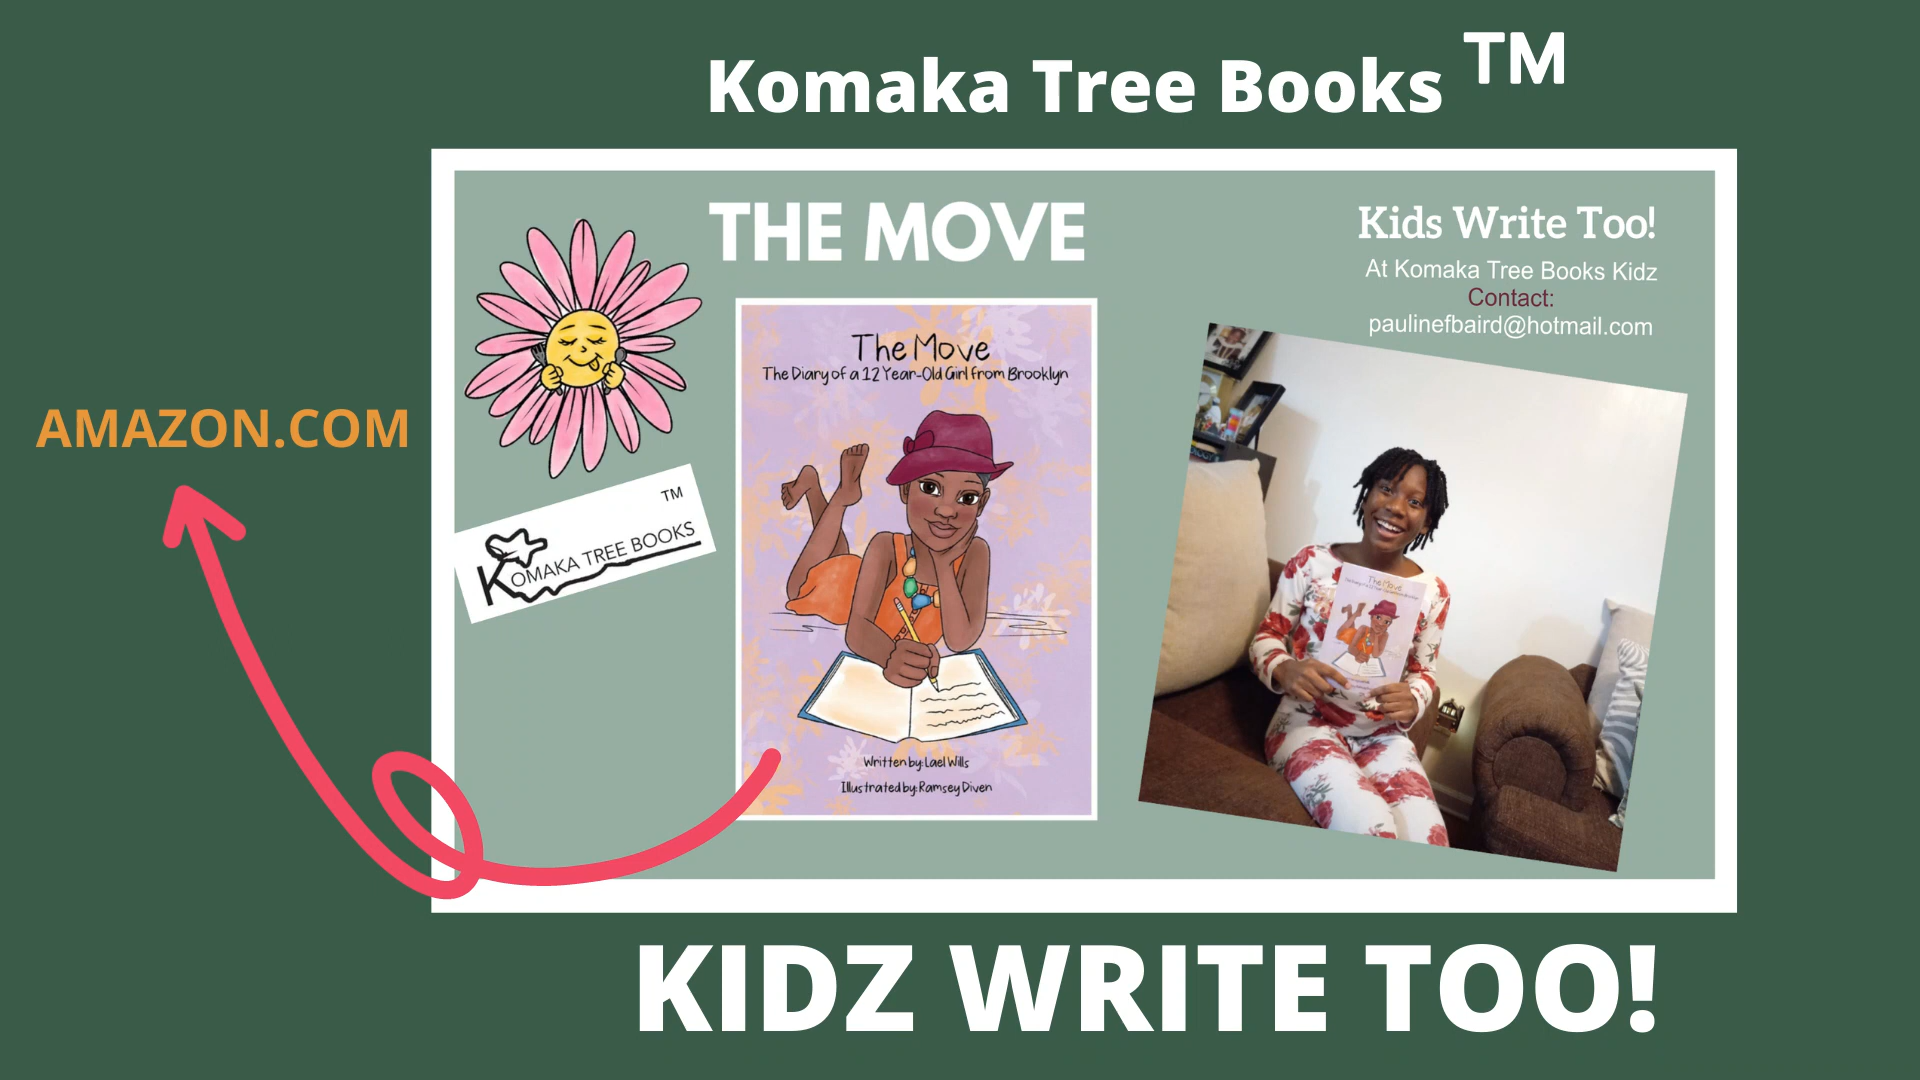 Komaka Tree Books TM
THE MOVE
Kids Write Too!
At Komaka Tree Books Kidz
Contact:
paulinefbaird@hotmail.com
The Move
The Diary of a 12 Year-Old Girl from Brooklyn
AMAZON.COM
TM
KOMAKA TREE BOOKS
The Move
Written by: Lael Wills
Illustrated by: Ramsey Diven
KIDZ WRITE TOO!